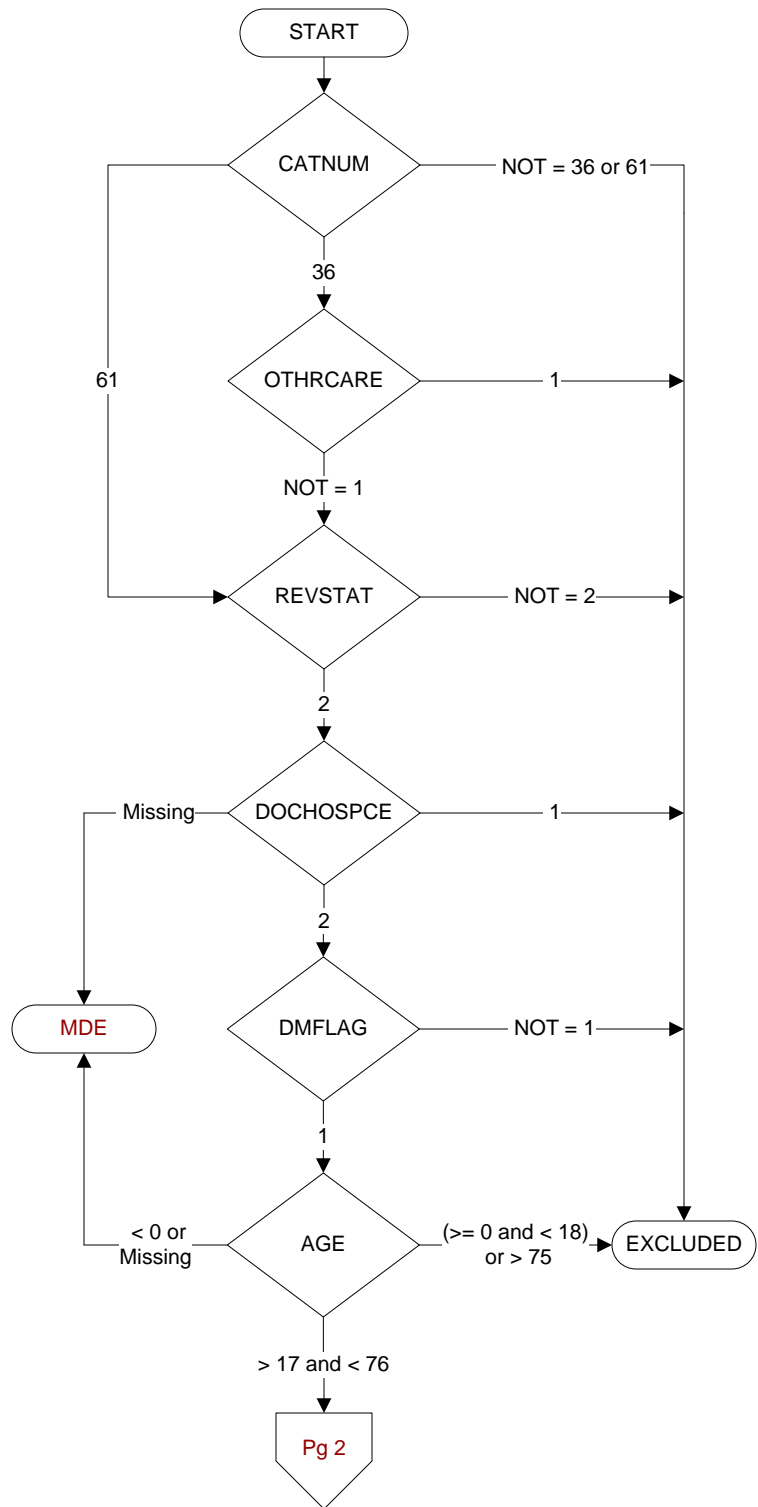 START
CATNUM
NOT = 36 or 61
36
61
OTHRCARE
1
NOT = 1
REVSTAT
NOT = 2
2
Missing
DOCHOSPCE
1
2
MDE
DMFLAG
NOT = 1
1
< 0 or
Missing
AGE
(>= 0 and < 18)
or > 75
EXCLUDED
> 17 and < 76
Pg 2